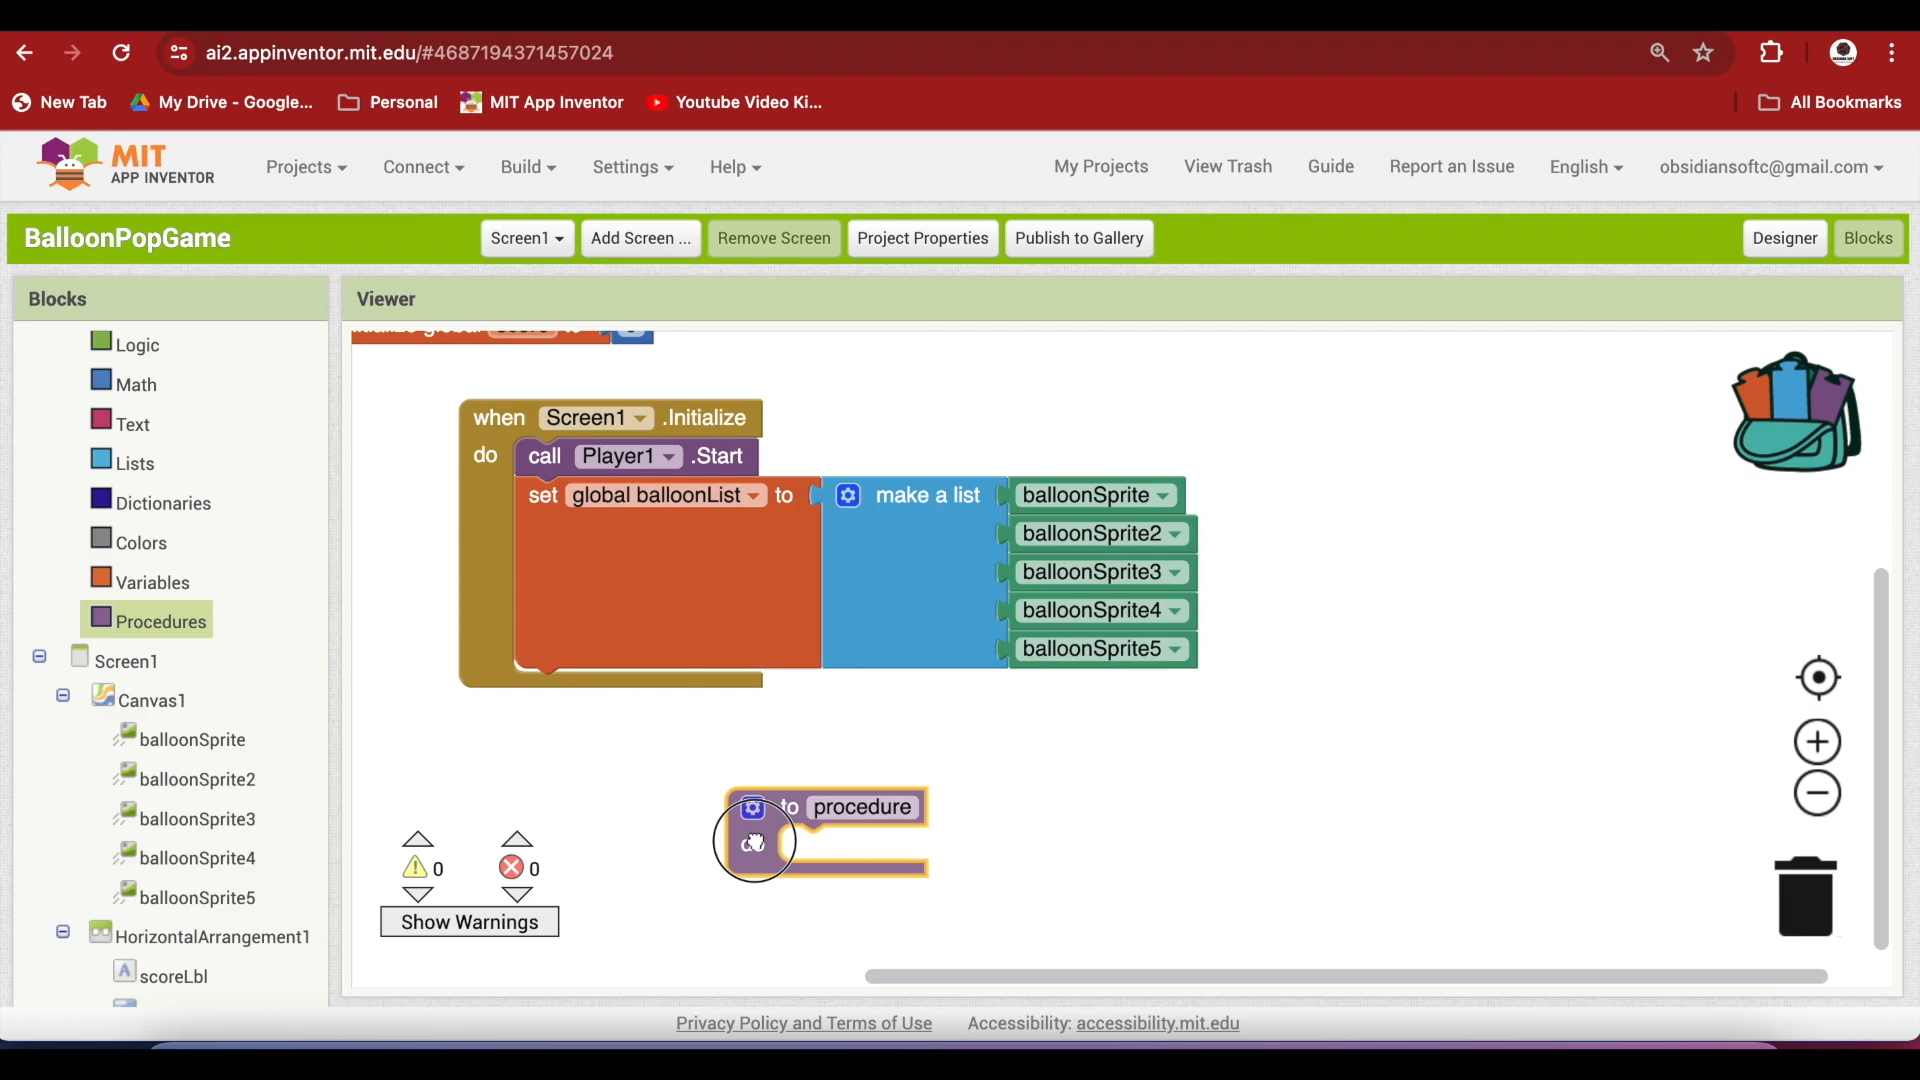 ai2.appinventor.mit.edu/#4687194371457024
New Tab My Drive - Google... Personal MIT App Inventor Youtube Video Ki... All Bookmarks
MIT
APP INVENTOR
Projects Connect Build Settings Help My Projects View Trash Guide Report an Issue English obsidiansoftc@gmail.com
BalloonPopGame Screen1 Add Screen ... Remove Screen Project Properties Publish to Gallery Designer Blocks
Blocks Viewer
Logic
Math
Text
Lists
Dictionaries
Colors
Variables
Procedures
Screen1
Canvas1
balloonSprite
balloonSprite2
balloonSprite3
balloonSprite4
balloonSprite5
HorizontalArrangement1
scoreLbl
when Screen1 .Initialize
do call Player1 .Start
set global balloonList to make a list balloonSprite
balloonSprite2
balloonSprite3
balloonSprite4
balloonSprite5
to procedure
0 0
Show Warnings
Privacy Policy and Terms of Use Accessibility: accessibility.mit.edu